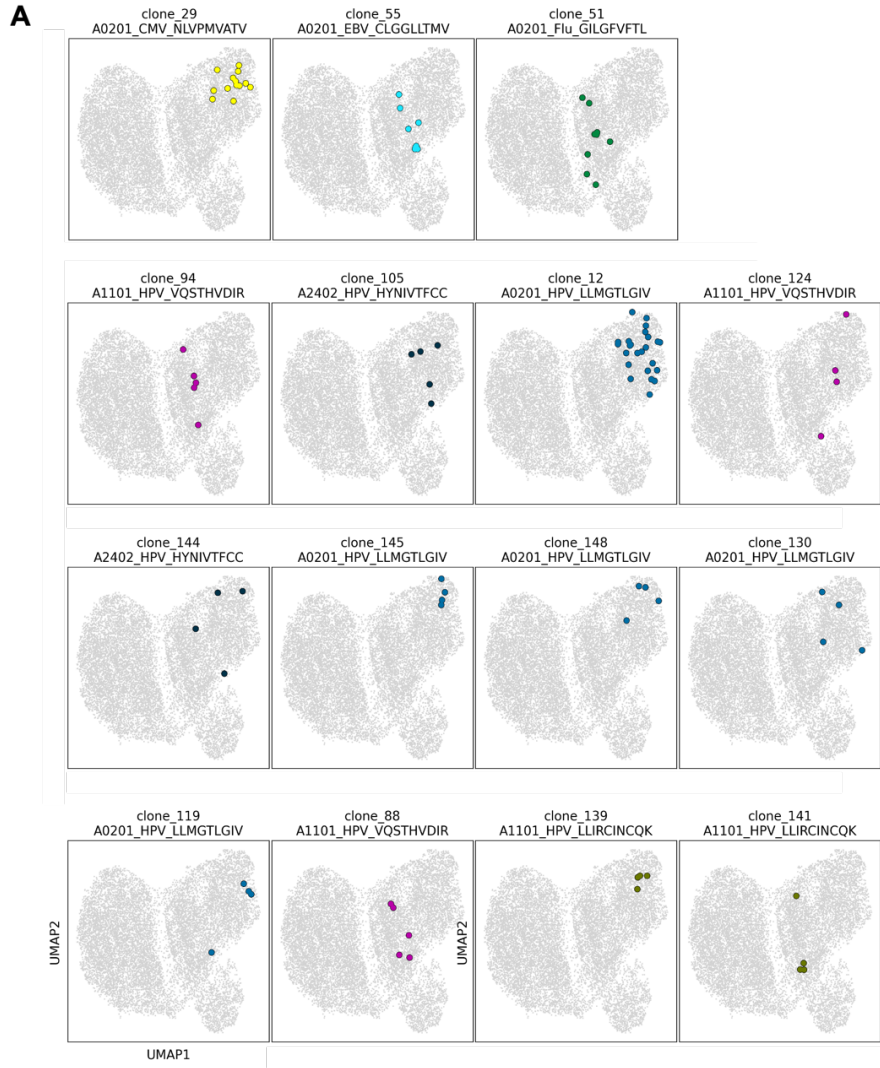 A
clone_29
A0201_CMV_NLVPMVATV
clone_55
A0201_EBV_CLGGLLTMV
clone_51
A0201_Flu_GILGFVFTL
clone_94
A1101_HPV_VQSTHVDIR
clone_105
A2402_HPV_HYNIVTFCC
clone_12
A0201_HPV_LLMGTLGIV
clone_124
A1101_HPV_VQSTHVDIR
clone_144
A2402_HPV_HYNIVTFCC
clone_145
A0201_HPV_LLMGTLGIV
clone_148
A0201_HPV_LLMGTLGIV
clone_130
A0201_HPV_LLMGTLGIV
clone_119
A0201_HPV_LLMGTLGIV
clone_88
A1101_HPV_VQSTHVDIR
clone_139
A1101_HPV_LLIRCINCQK
clone_141
A1101_HPV_LLIRCINCQK
UMAP2
UMAP2
UMAP1